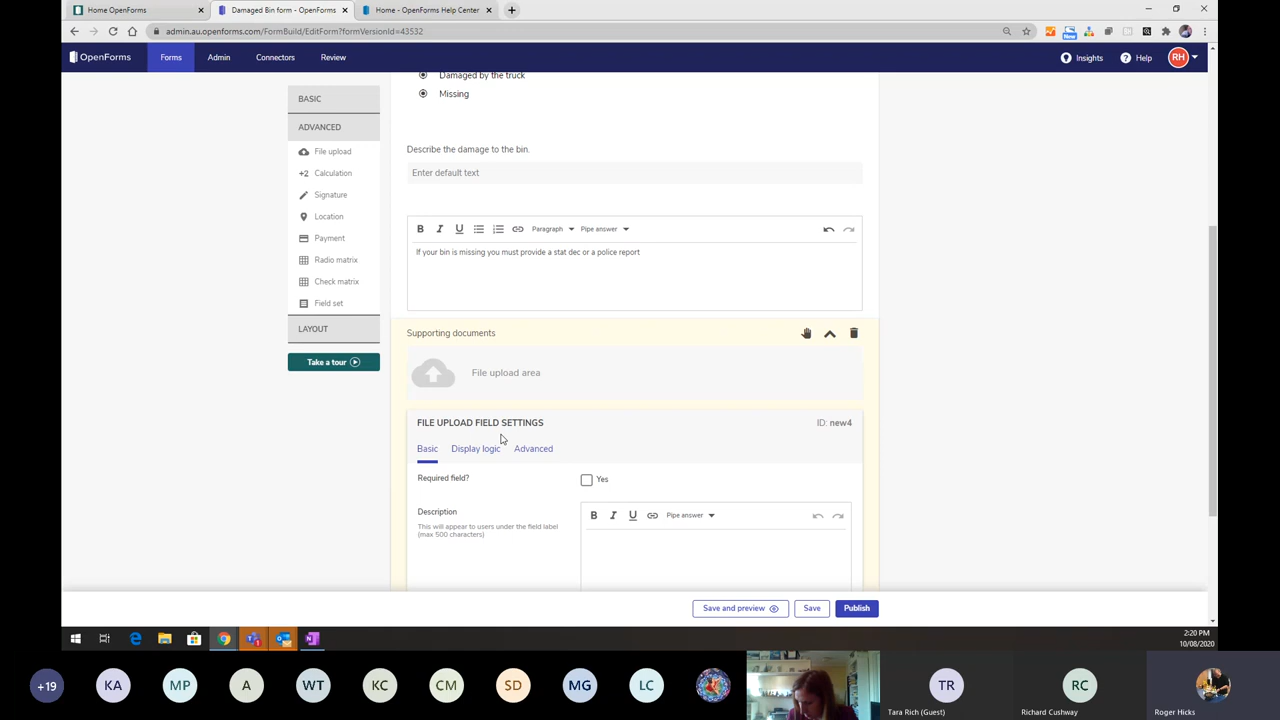 Home OpenForms
Damaged Bin form - OpenForms
Home - OpenForms Help Center
admin.au.openforms.com/FormBuild/EditForm?formVersionId=43532
New
OpenForms
Forms
Admin
Connectors
Review
Insights
Help
RH
BASIC
ADVANCED
File upload
+2 Calculation
Signature
Location
Payment
Radio matrix
Check matrix
Field set
LAYOUT
Take a tour
Damaged by the truck
Missing
Describe the damage to the bin.
Enter default text
B I U Paragraph Pipe answer
If your bin is missing you must provide a stat dec or a police report
Supporting documents
File upload area
FILE UPLOAD FIELD SETTINGS
ID: new4
Basic Display logic Advanced
Required field?
Yes
Description
This will appear to users under the field label
(max 500 characters)
B I U Pipe answer
Save and preview
Save
Publish
2:20 PM
10/08/2020
+19
KA
MP
A
WT
KC
CM
SD
MG
LC
TR
RC
Tara Rich (Guest)
Richard Cushway
Roger Hicks